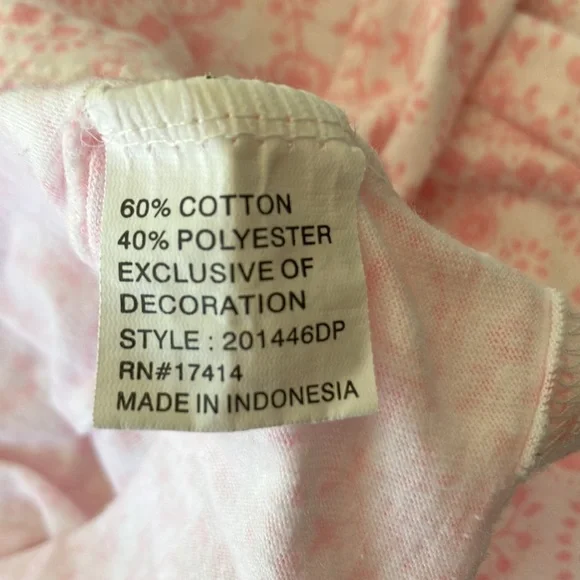 60% COTTON
40% POLYESTER
EXCLUSIVE OF
DECORATION
STYLE : 201446DP
RN#17414
MADE IN INDONESIA